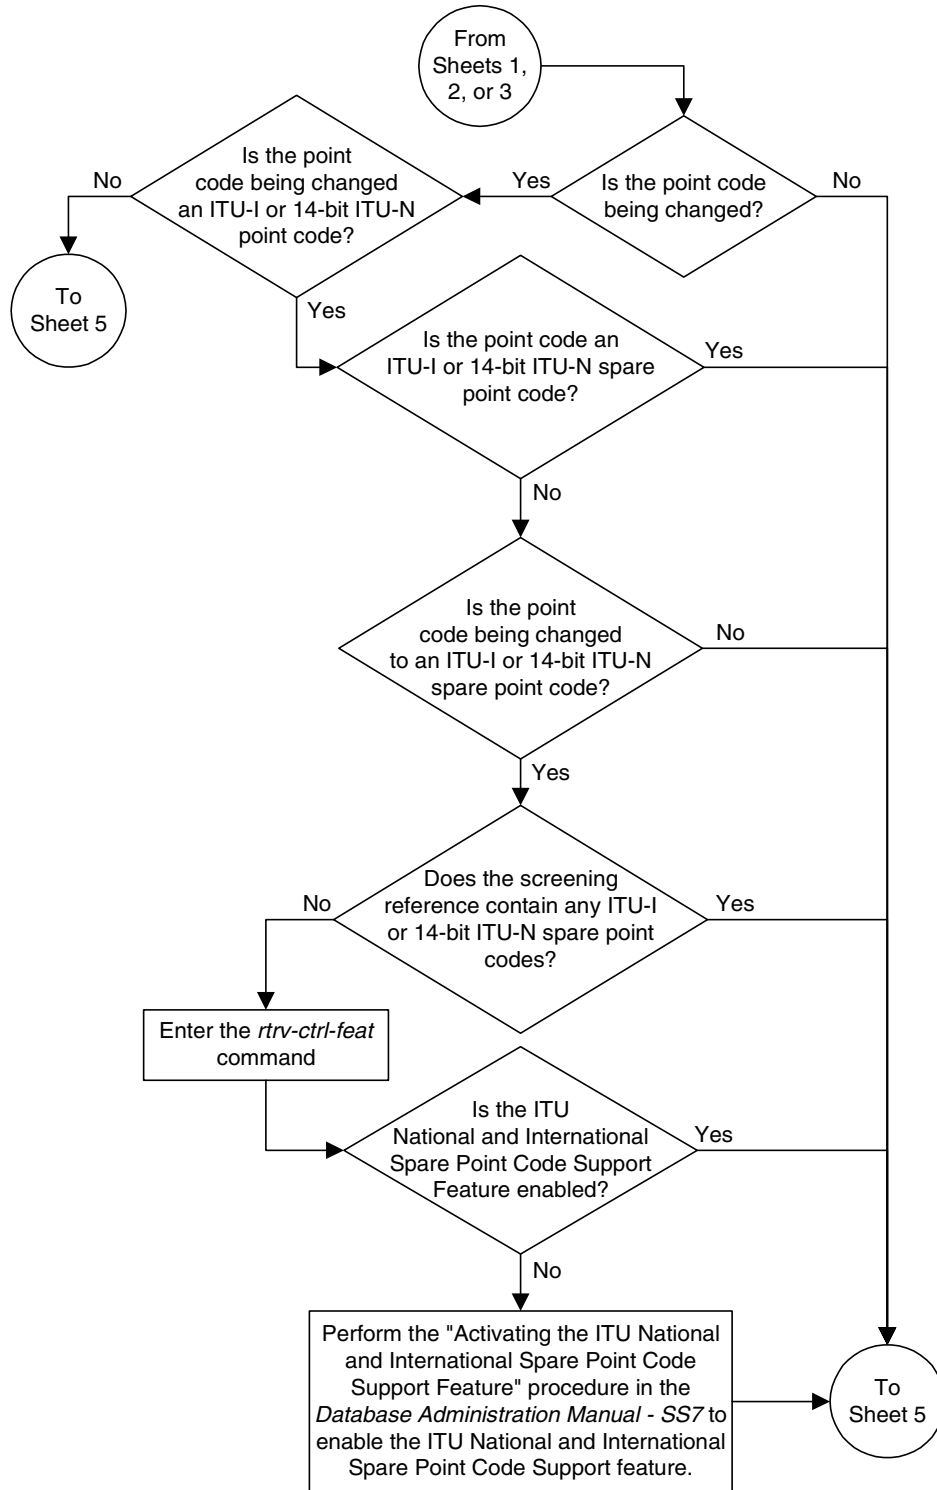 From
Sheets 1,
2, or 3
Is the point code
being changed?
Yes
No
Is the point
code being changed
an ITU-I or 14-bit ITU-N
point code?
No
To
Sheet 5
Yes
Is the point code an
ITU-I or 14-bit ITU-N spare
point code?
Yes
No
Is the point
code being changed
to an ITU-I or 14-bit ITU-N
spare point code?
No
Yes
Does the screening
reference contain any ITU-I
or 14-bit ITU-N spare point
codes?
No
Yes
Enter the rtrv-ctrl-feat
command
Is the ITU
National and International
Spare Point Code Support
Feature enabled?
Yes
No
Perform the "Activating the ITU National
and International Spare Point Code
Support Feature" procedure in the
Database Administration Manual - SS7 to
enable the ITU National and International
Spare Point Code Support feature.
To
Sheet 5